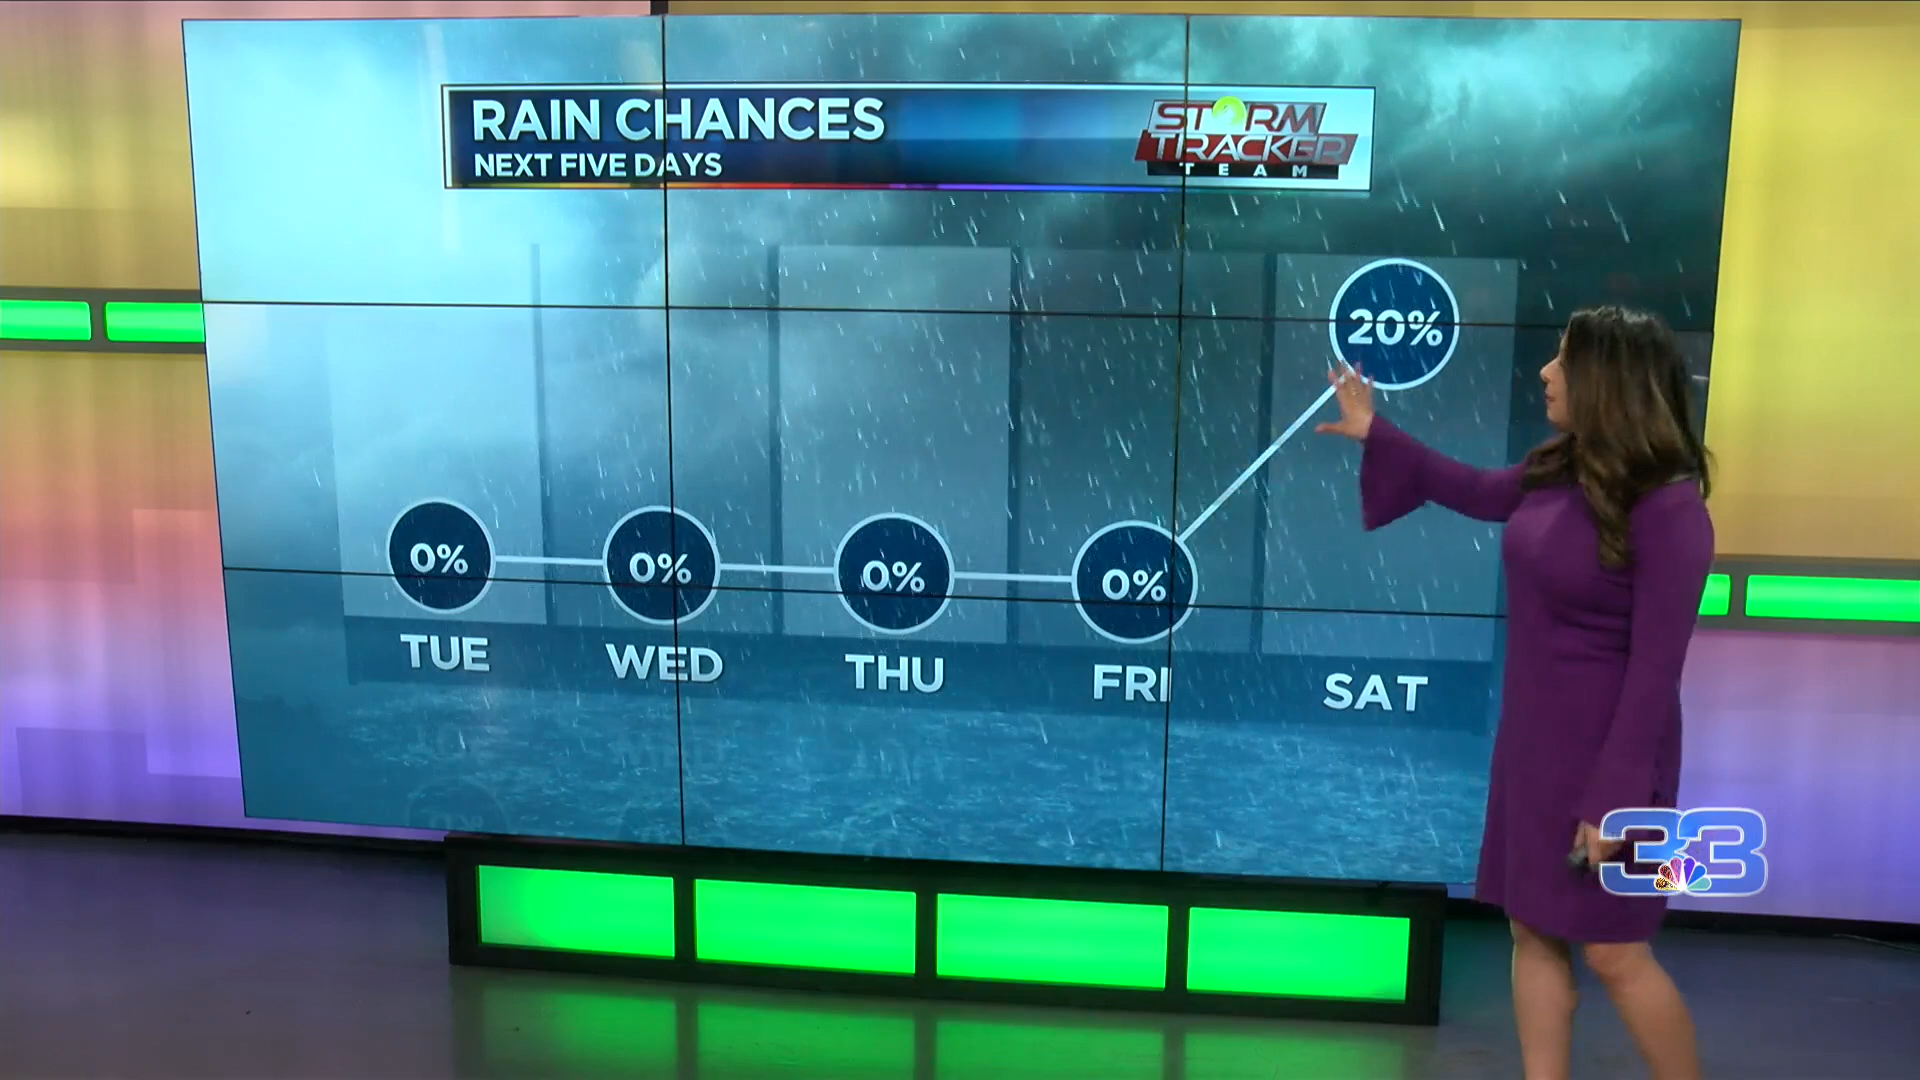 RAIN CHANCES
NEXT FIVE DAYS
STORM
TRACKER
TEAM
20%
0%
0%
0%
0%
TUE
WED
THU
FRI
SAT
33